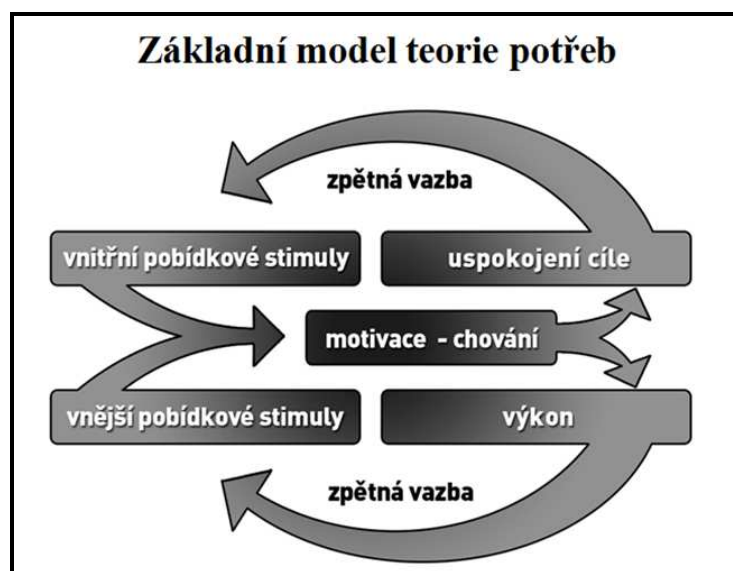 Základní model teorie potřeb
zpětná vazba
vnitřní pobídkové stimuly
uspokojení cíle
motivace - chování
vnější pobídkové stimuly
výkon
zpětná vazba